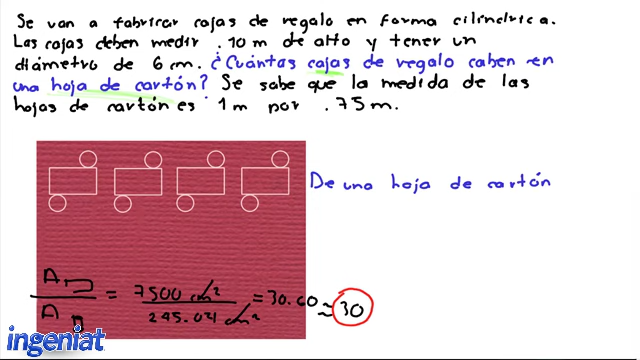 Se van a fabricar cajas de regalo en forma cilíndrica.
Las cajas deben medir .10 m de alto y tener un
diámetro de 6 cm. ¿Cuántas cajas de regalo caben en
una hoja de cartón? Se sabe que la medida de las
hojas de cartón es 1 m por .75 m.
De una hoja de cartón
A
7500 cm²
A
245.04 cm²
= = 30.60 ≈ 30
ingeniat